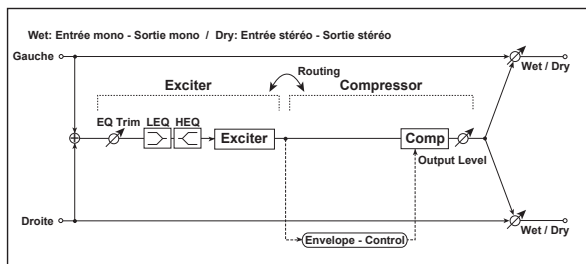 Wet: Entrée mono - Sortie mono / Dry: Entrée stéréo - Sortie stéréo
Gauche
Wet / Dry
Routing
Exciter
Compressor
EQ Trim
LEQ
HEQ
Exciter
Comp
Output Level
Droite
Wet / Dry
Envelope - Control